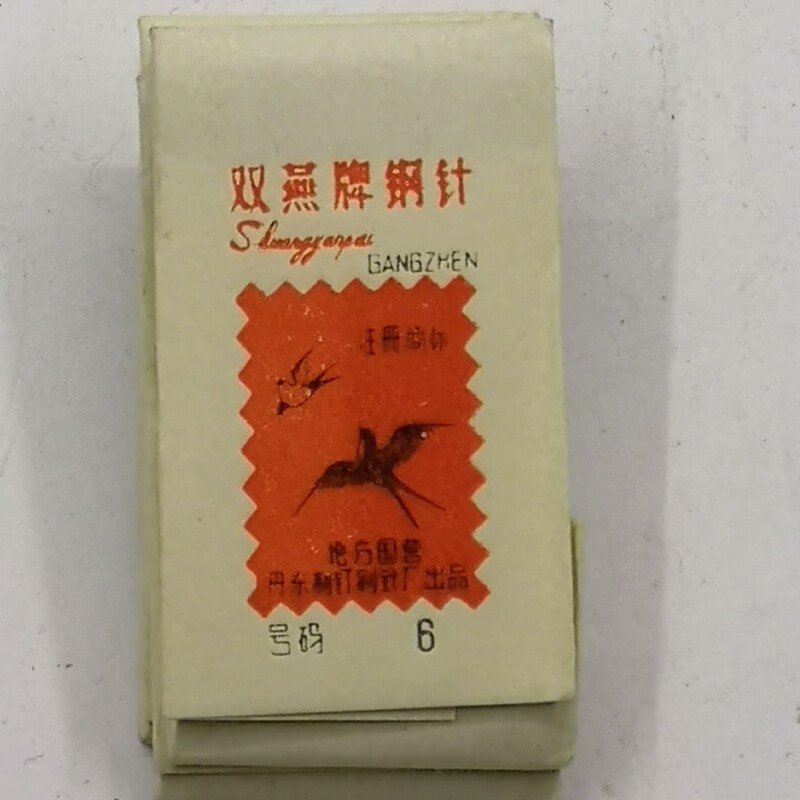 双燕牌钢针
Shuangyanpai
GANGZHEN
注册商标
地方国营
丹东制钉制针厂出品
号码 6